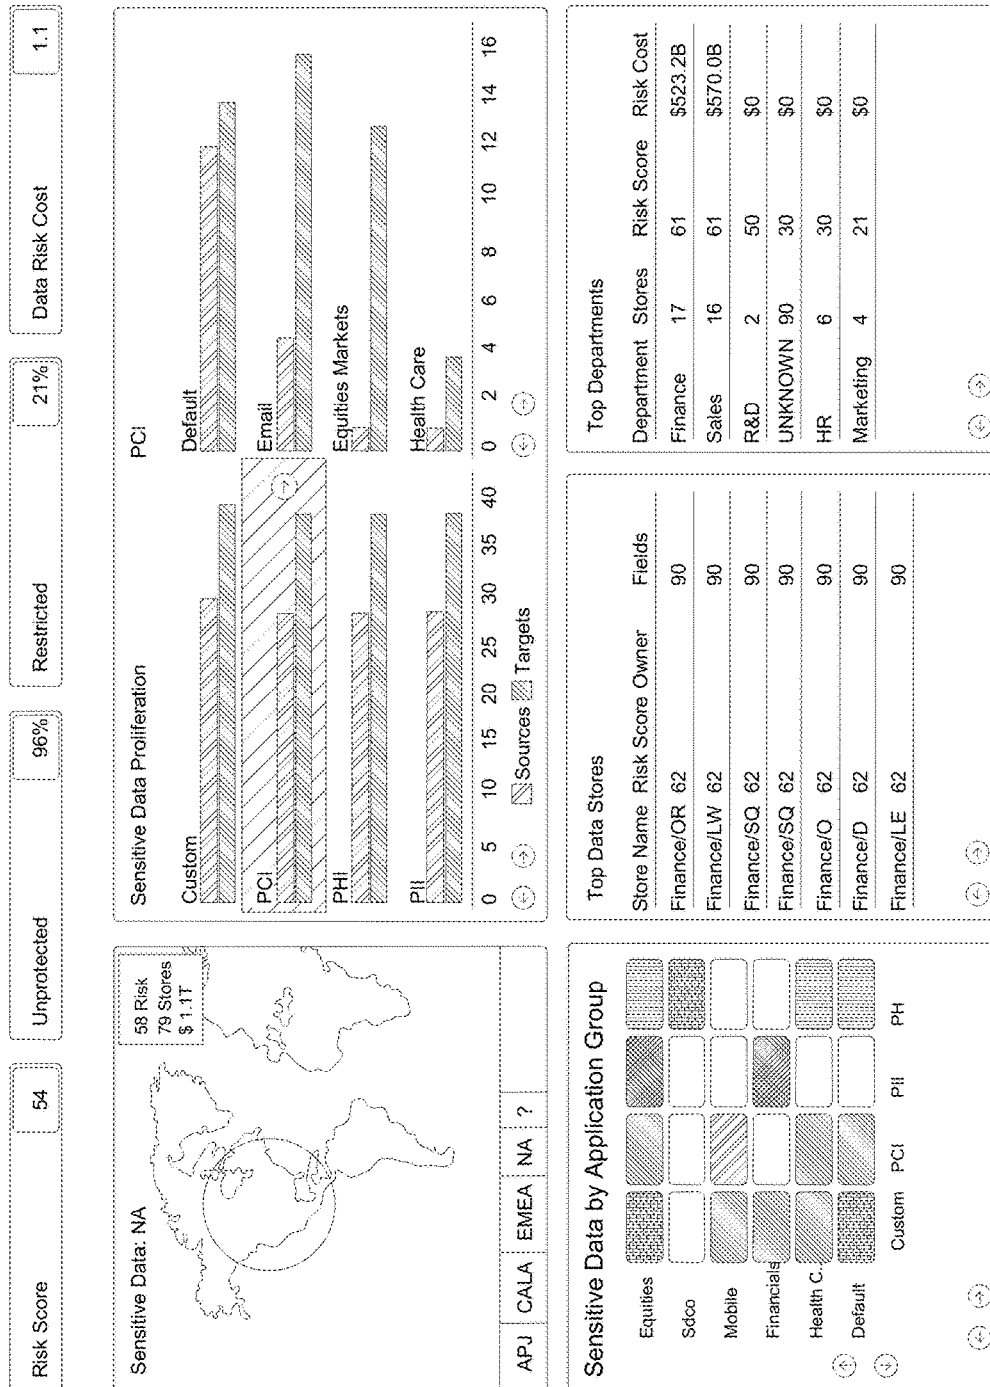 Risk Score 54
Unprotected 96%
Restricted 21%
Data Risk Cost 1.1
Sensitive Data: NA
58 Risk
79 Stores
$ 1.1T
APJ CALA EMEA NA ?
Sensitive Data Proliferation
Custom
PCI
PHI
PII
0 5 10 15 20 25 30 35 40
Sources Targets
PCI
Default
Email
Equities Markets
Health Care
0 2 4 6 8 10 12 14 16
Sensitive Data by Application Group
Equities
Sdco
Mobile
Financials
Health C..
Default
Custom PCI PII PH
Top Data Stores
Store Name Risk Score Owner Fields
Finance/OR 62 90
Finance/LW 62 90
Finance/SQ 62 90
Finance/SQ 62 90
Finance/O 62 90
Finance/D 62 90
Finance/LE 62 90
Top Departments
Department Stores Risk Score Risk Cost
Finance 17 61 $523.2B
Sales 16 61 $570.0B
R&D 2 50 $0
UNKNOWN 90 30 $0
HR 6 30 $0
Marketing 4 21 $0